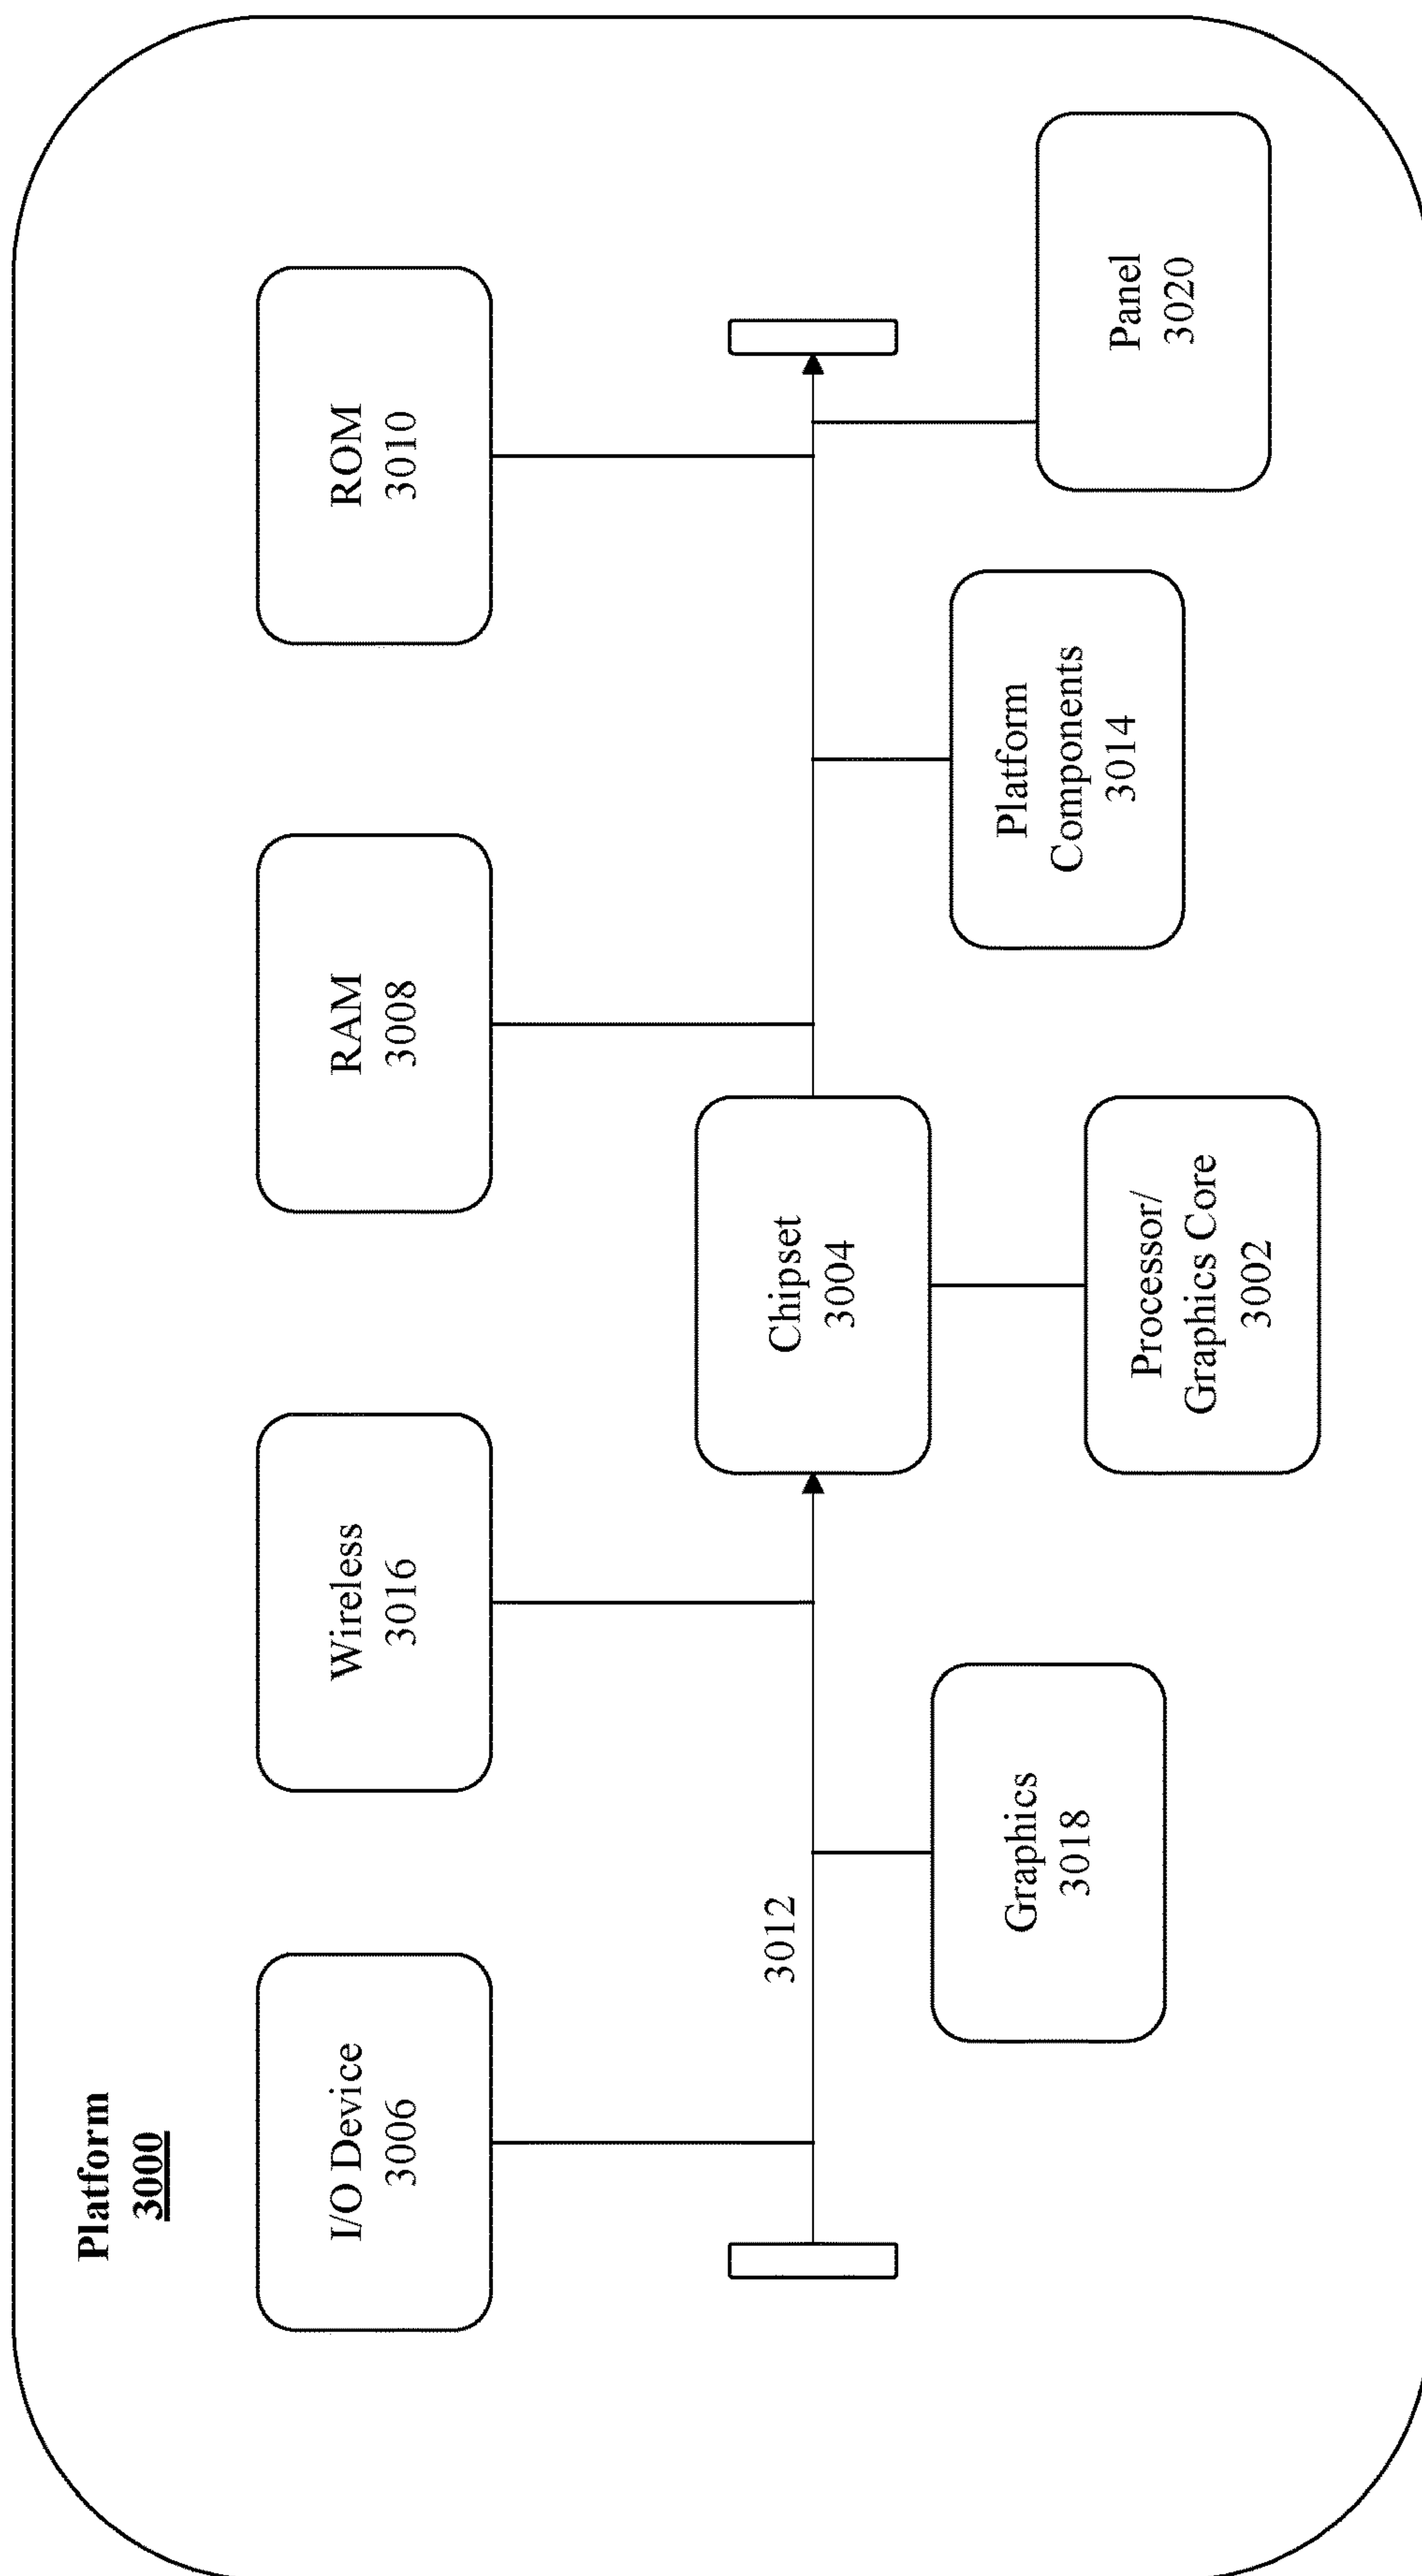 Platform
3000
I/O Device
3006
Wireless
3016
RAM
3008
ROM
3010
3012
Chipset
3004
Graphics
3018
Processor/
Graphics Core
3002
Platform
Components
3014
Panel
3020